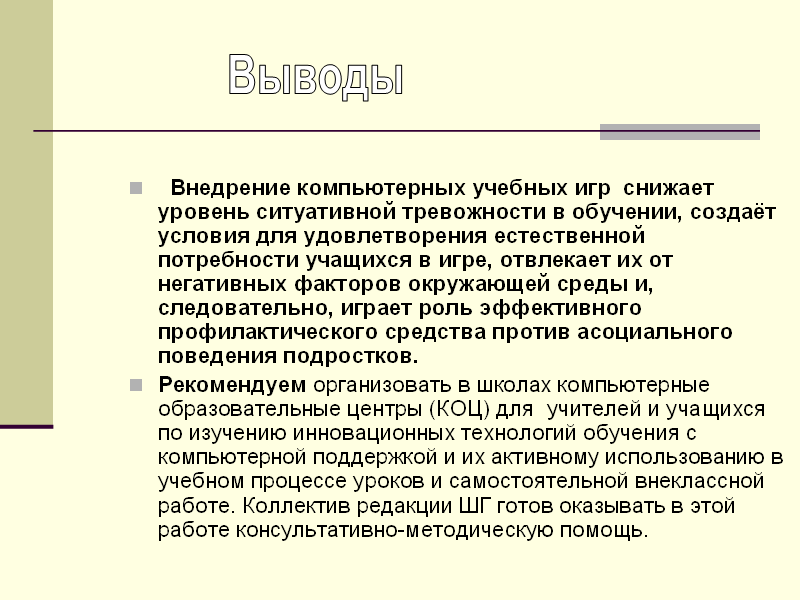 Выводы
Внедрение компьютерных учебных игр  снижает
уровень ситуативной тревожности в обучении, создаёт
условия для удовлетворения естественной
потребности учащихся в игре, отвлекает их от
негативных факторов окружающей среды и,
следовательно, играет роль эффективного
профилактического средства против асоциального
поведения подростков.
Рекомендуем организовать в школах компьютерные
образовательные центры (КОЦ) для  учителей и учащихся
по изучению инновационных технологий обучения с
компьютерной поддержкой и их активному использованию в
учебном процессе уроков и самостоятельной внеклассной
работе. Коллектив редакции ШГ готов оказывать в этой
работе консультативно-методическую помощь.